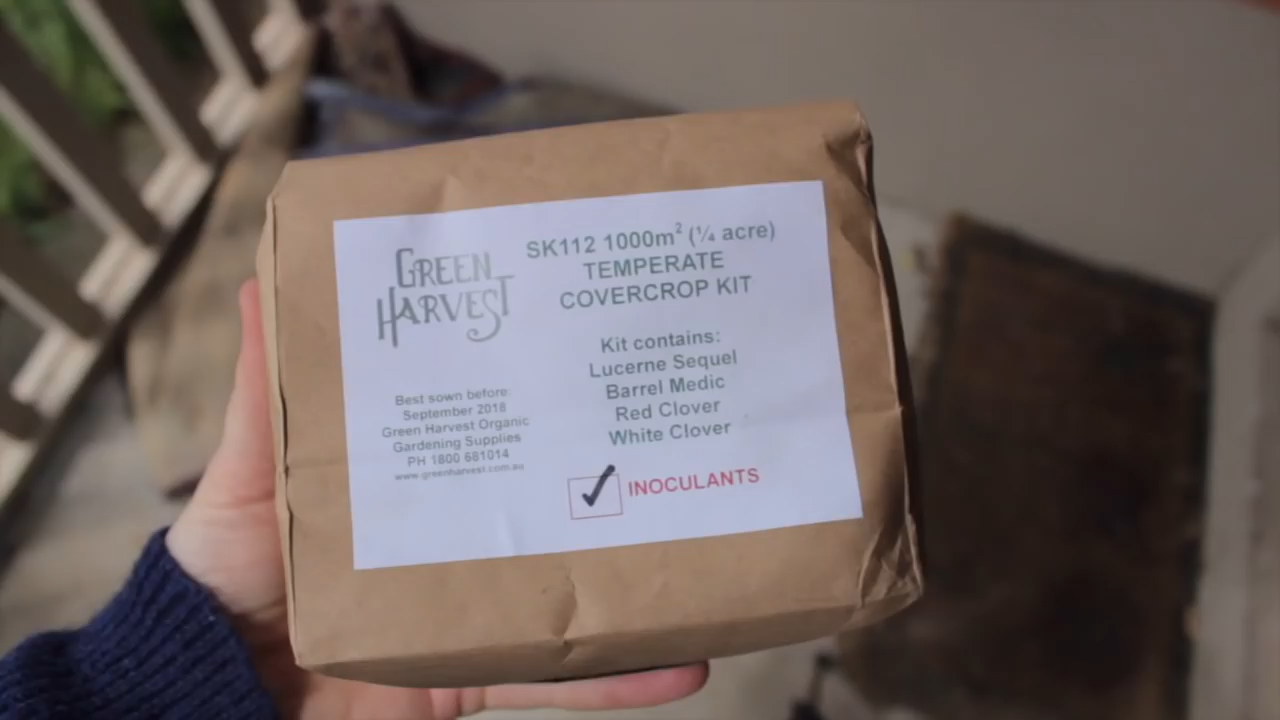 GREEN
HARVEST
SK112 1000m² (¼ acre)
TEMPERATE
COVERCROP KIT
Kit contains:
Lucerne Sequel
Barrel Medic
Red Clover
White Clover
INOCULANTS
Best sown before:
September 2018
Green Harvest Organic
Gardening Supplies
PH 1800 681014
www.greenharvest.com.au